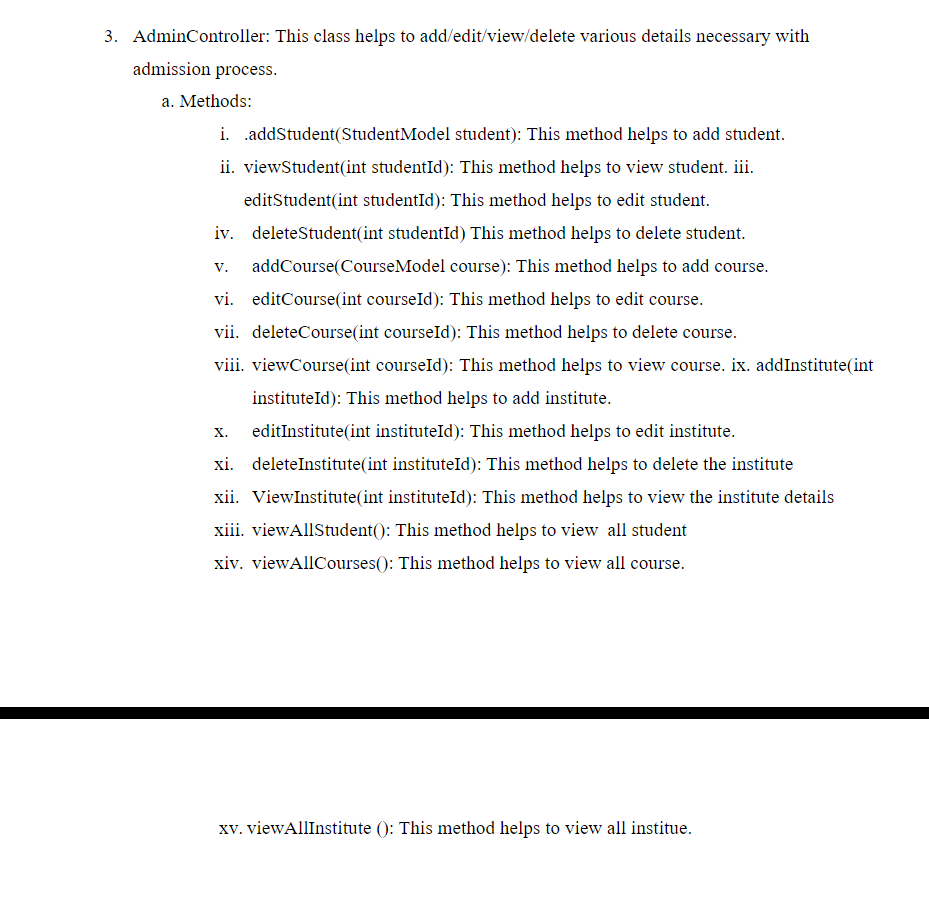 3. AdminController: This class helps to add/edit/view/delete various details necessary with
admission process.
a. Methods:
i. .addStudent(StudentModel student): This method helps to add student.
ii. viewStudent(int studentId): This method helps to view student. iii.
editStudent(int studentId): This method helps to edit student.
iv. deleteStudent(int studentId) This method helps to delete student.
v. addCourse(CourseModel course): This method helps to add course.
vi. editCourse(int courseId): This method helps to edit course.
vii. deleteCourse(int courseId): This method helps to delete course.
viii. viewCourse(int courseId): This method helps to view course. ix. addInstitute(int
instituteId): This method helps to add institute.
x. editInstitute(int instituteId): This method helps to edit institute.
xi. deleteInstitute(int instituteId): This method helps to delete the institute
xii. ViewInstitute(int instituteId): This method helps to view the institute details
xiii. viewAllStudent(): This method helps to view all student
xiv. viewAllCourses(): This method helps to view all course.
xv. viewAllInstitute (): This method helps to view all institue.